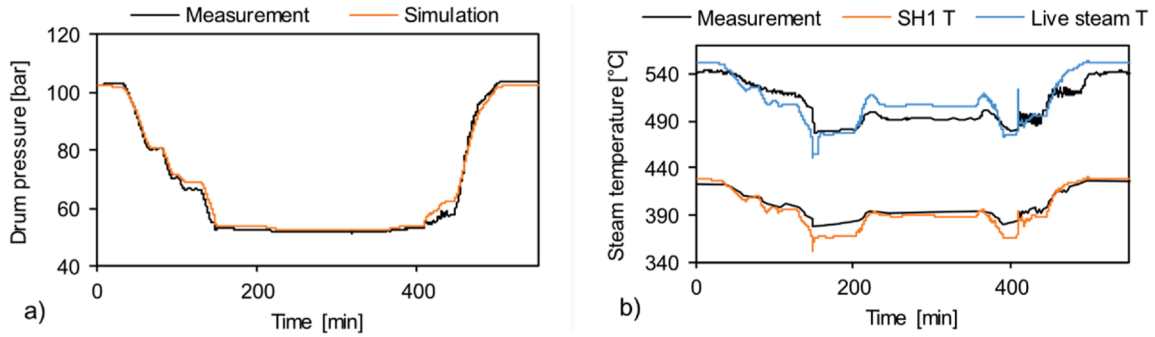 Measurement Simulation
120
100
80
60
40
0 200 400
Drum pressure [bar]
Time [min]
a)
Measurement SH1 T Live steam T
540
490
440
390
340
0 200 400
Steam temperature [°C]
Time [min]
b)